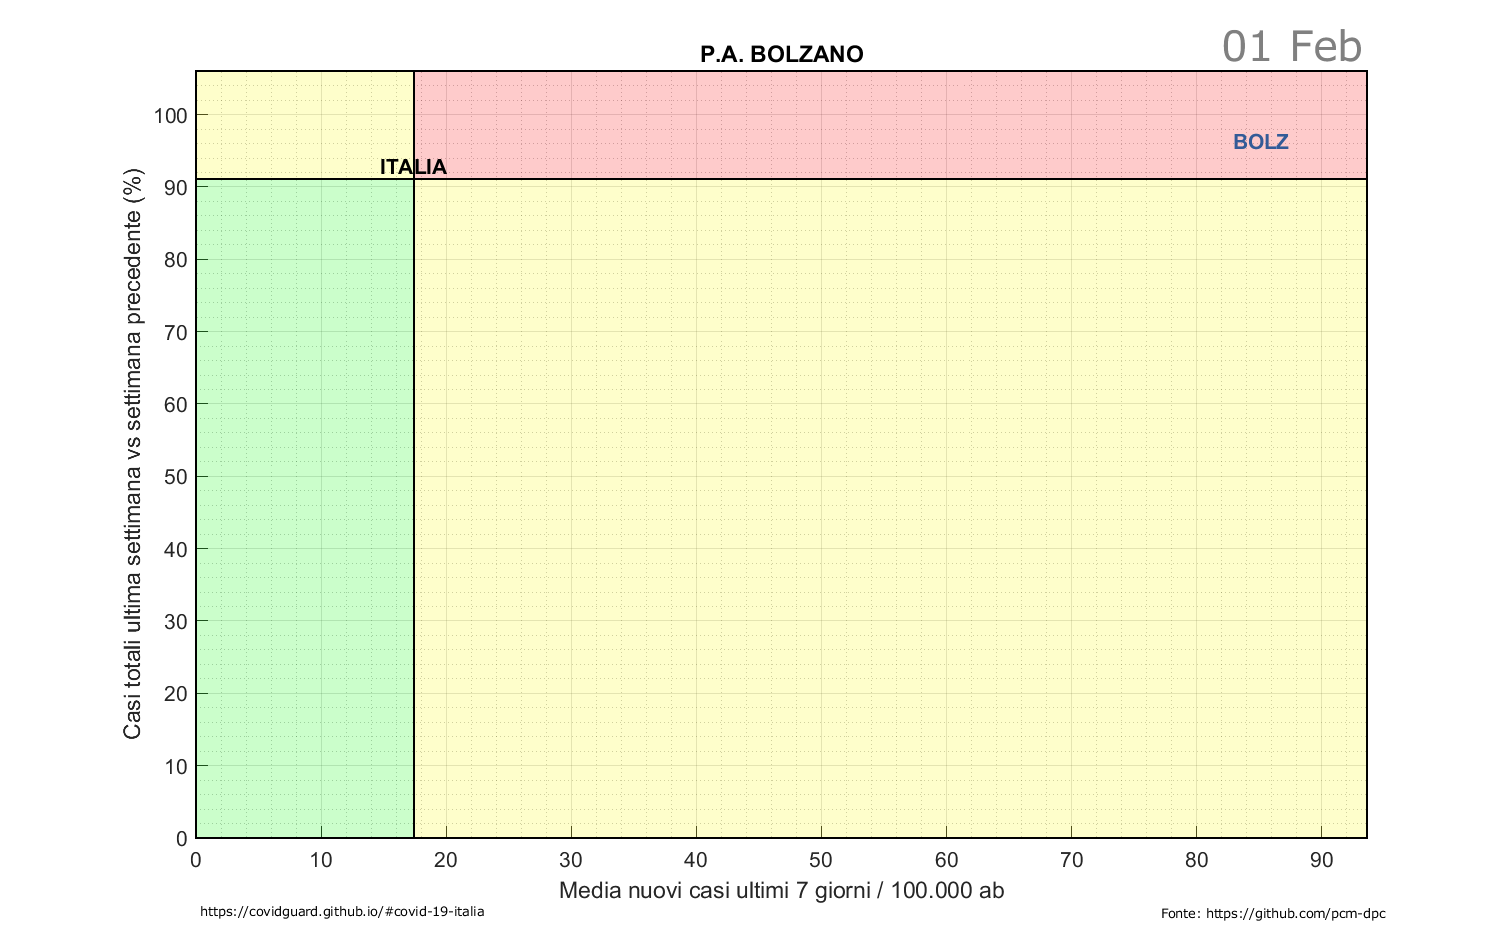 01 Feb
P.A. BOLZANO
100
90
80
70
60
50
40
30
20
10
0
Casi totali ultima settimana vs settimana precedente (%)
ITALIA
BOLZ
0 10 20 30 40 50 60 70 80 90
Media nuovi casi ultimi 7 giorni / 100.000 ab
https://covidguard.github.io/#covid-19-italia
Fonte: https://github.com/pcm-dpc